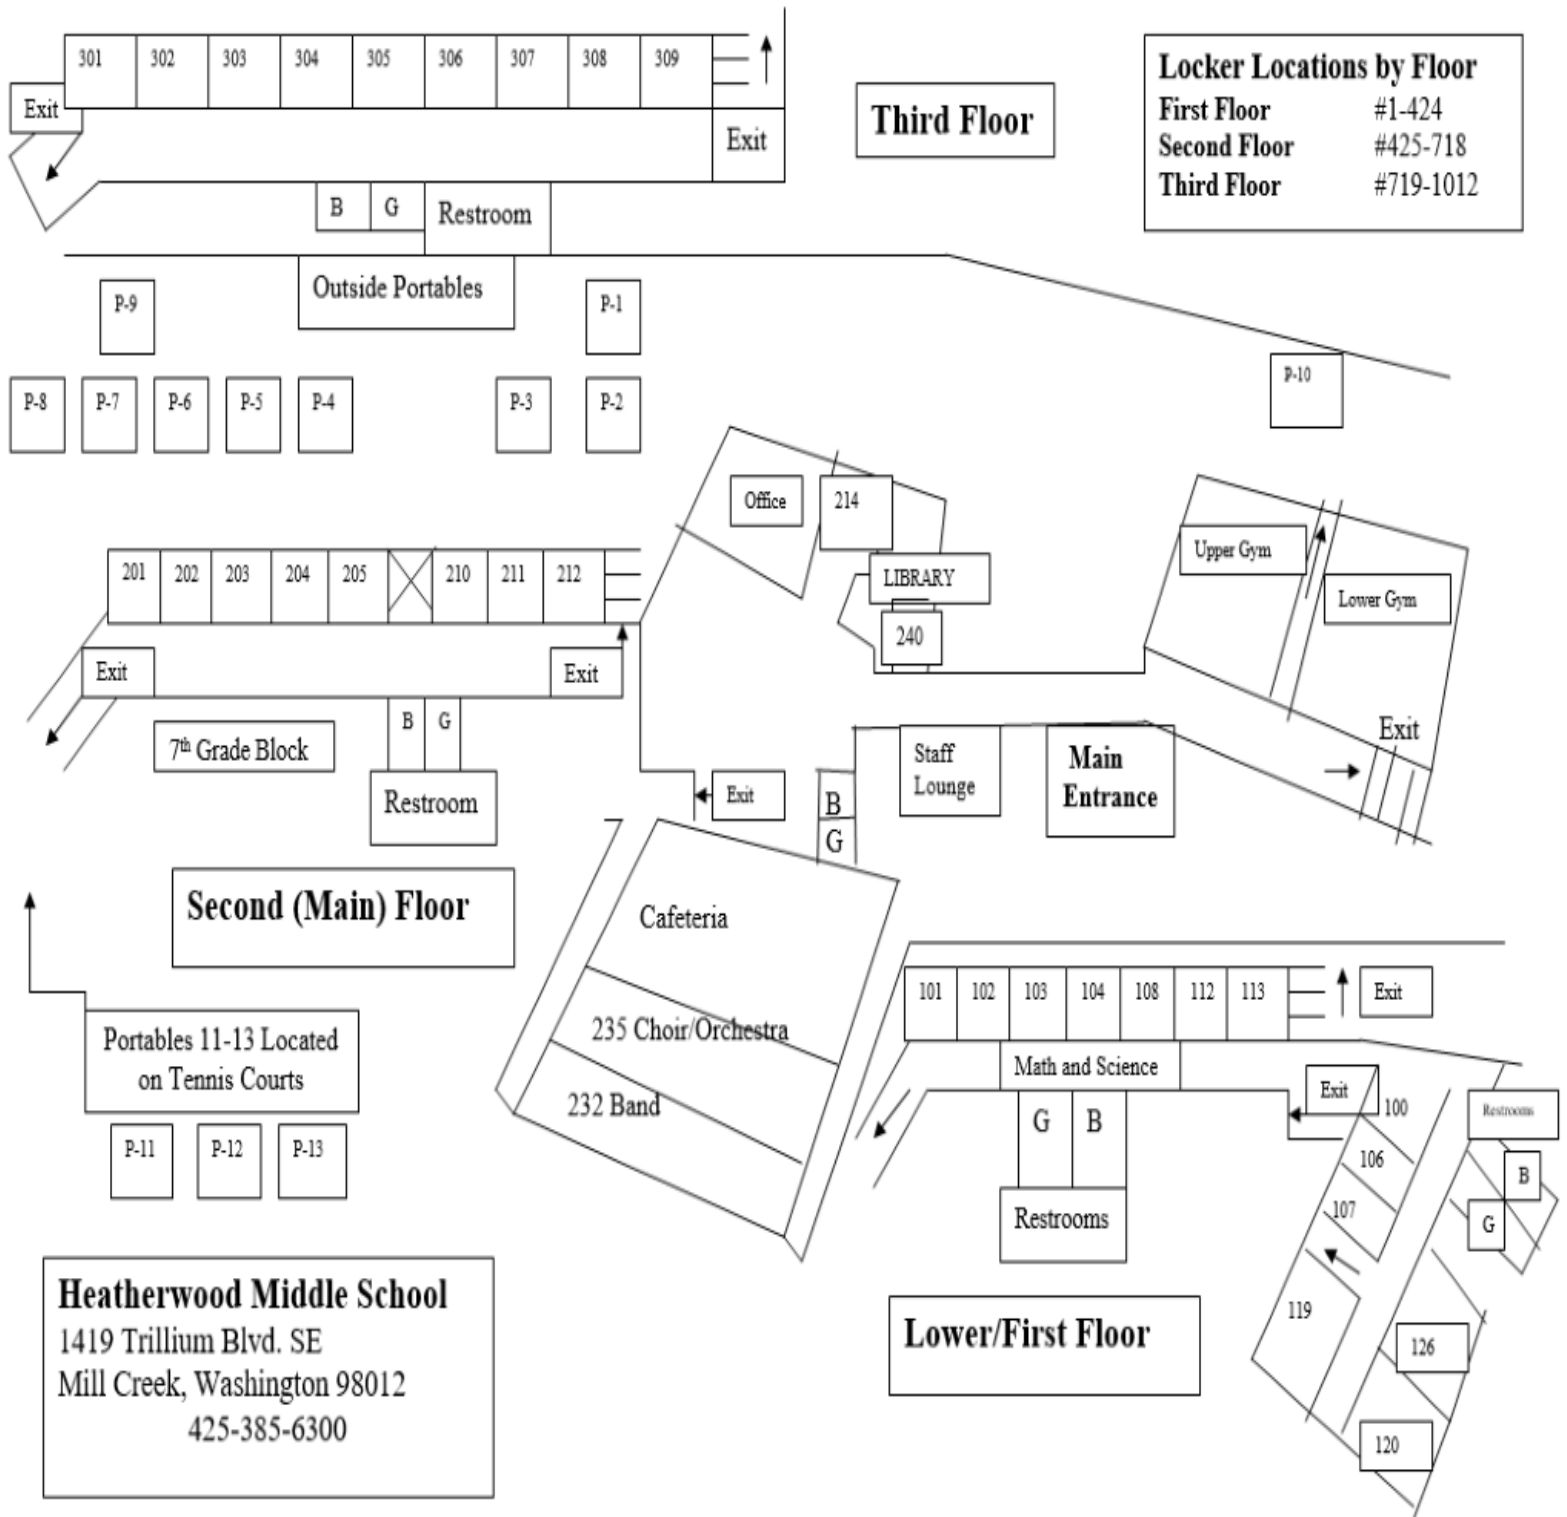 301 302 303 304 305 306 307 308 309
Exit
Exit
B G Restroom
Third Floor
Locker Locations by Floor
First Floor #1-424
Second Floor #425-718
Third Floor #719-1012
Outside Portables
P-9
P-1
P-8 P-7 P-6 P-5 P-4 P-3 P-2
P-10
Office
214
LIBRARY
240
Upper Gym
Lower Gym
Exit
201 202 203 204 205 210 211 212
Exit
Exit
B G
7th Grade Block
Restroom
Exit
B
G
Staff
Lounge
Main
Entrance
Second (Main) Floor
Cafeteria
235 Choir/Orchestra
232 Band
Portables 11-13 Located
on Tennis Courts
P-11 P-12 P-13
101 102 103 104 108 112 113
Exit
Math and Science
G B
Restrooms
Exit
100
106
107
119
Restrooms
B
G
126
120
Lower/First Floor
Heatherwood Middle School
1419 Trillium Blvd. SE
Mill Creek, Washington 98012
425-385-6300